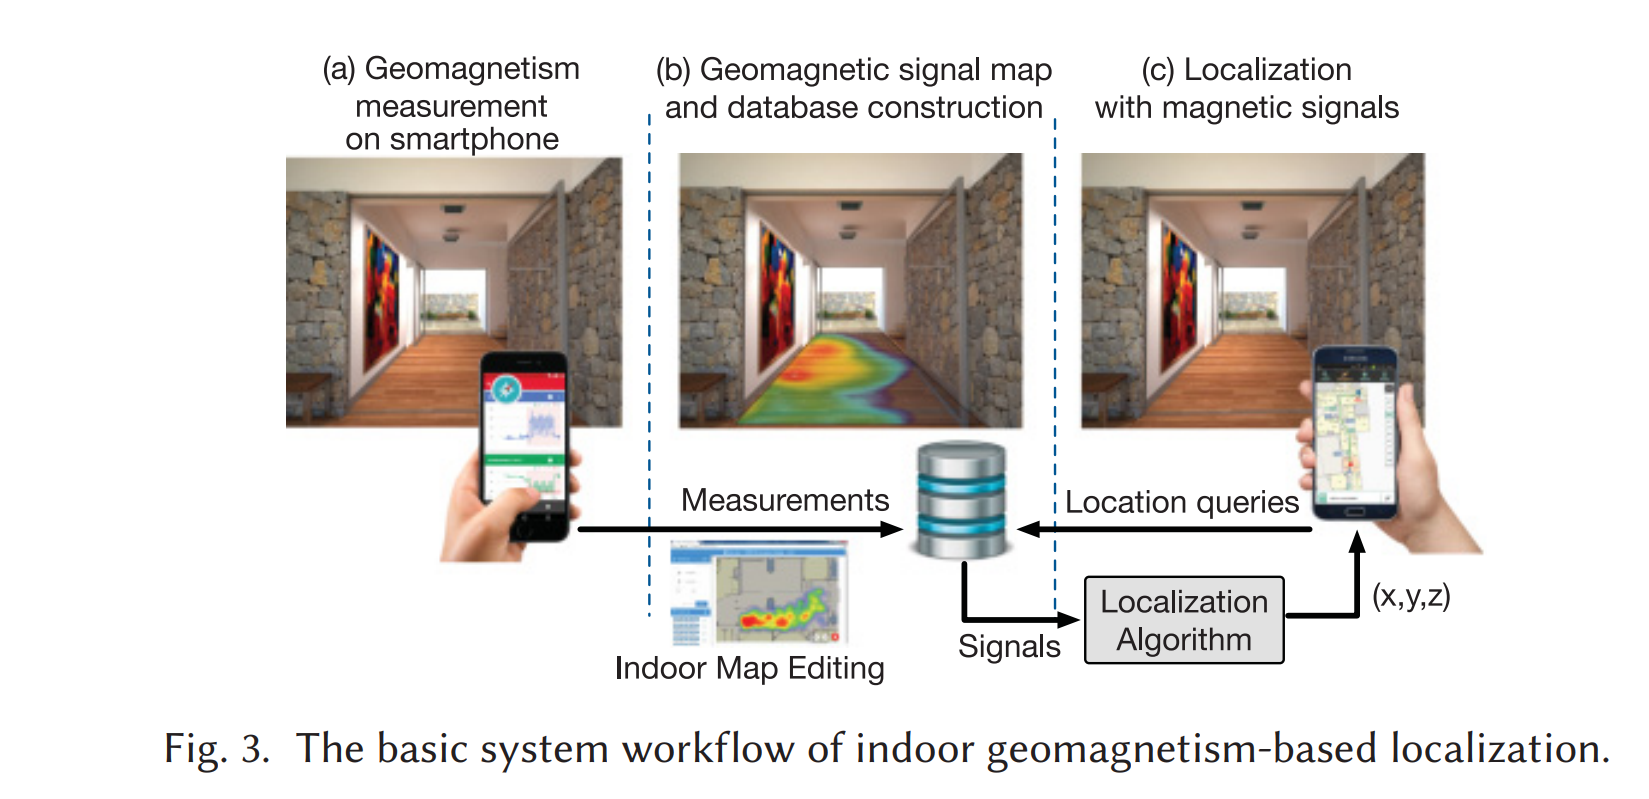 (a) Geomagnetism
measurement
on smartphone
(b) Geomagnetic signal map
and database construction
(c) Localization
with magnetic signals
Measurements
Location queries
Indoor Map Editing
Signals
Localization
Algorithm
(x,y,z)
Fig. 3. The basic system workflow of indoor geomagnetism-based localization.